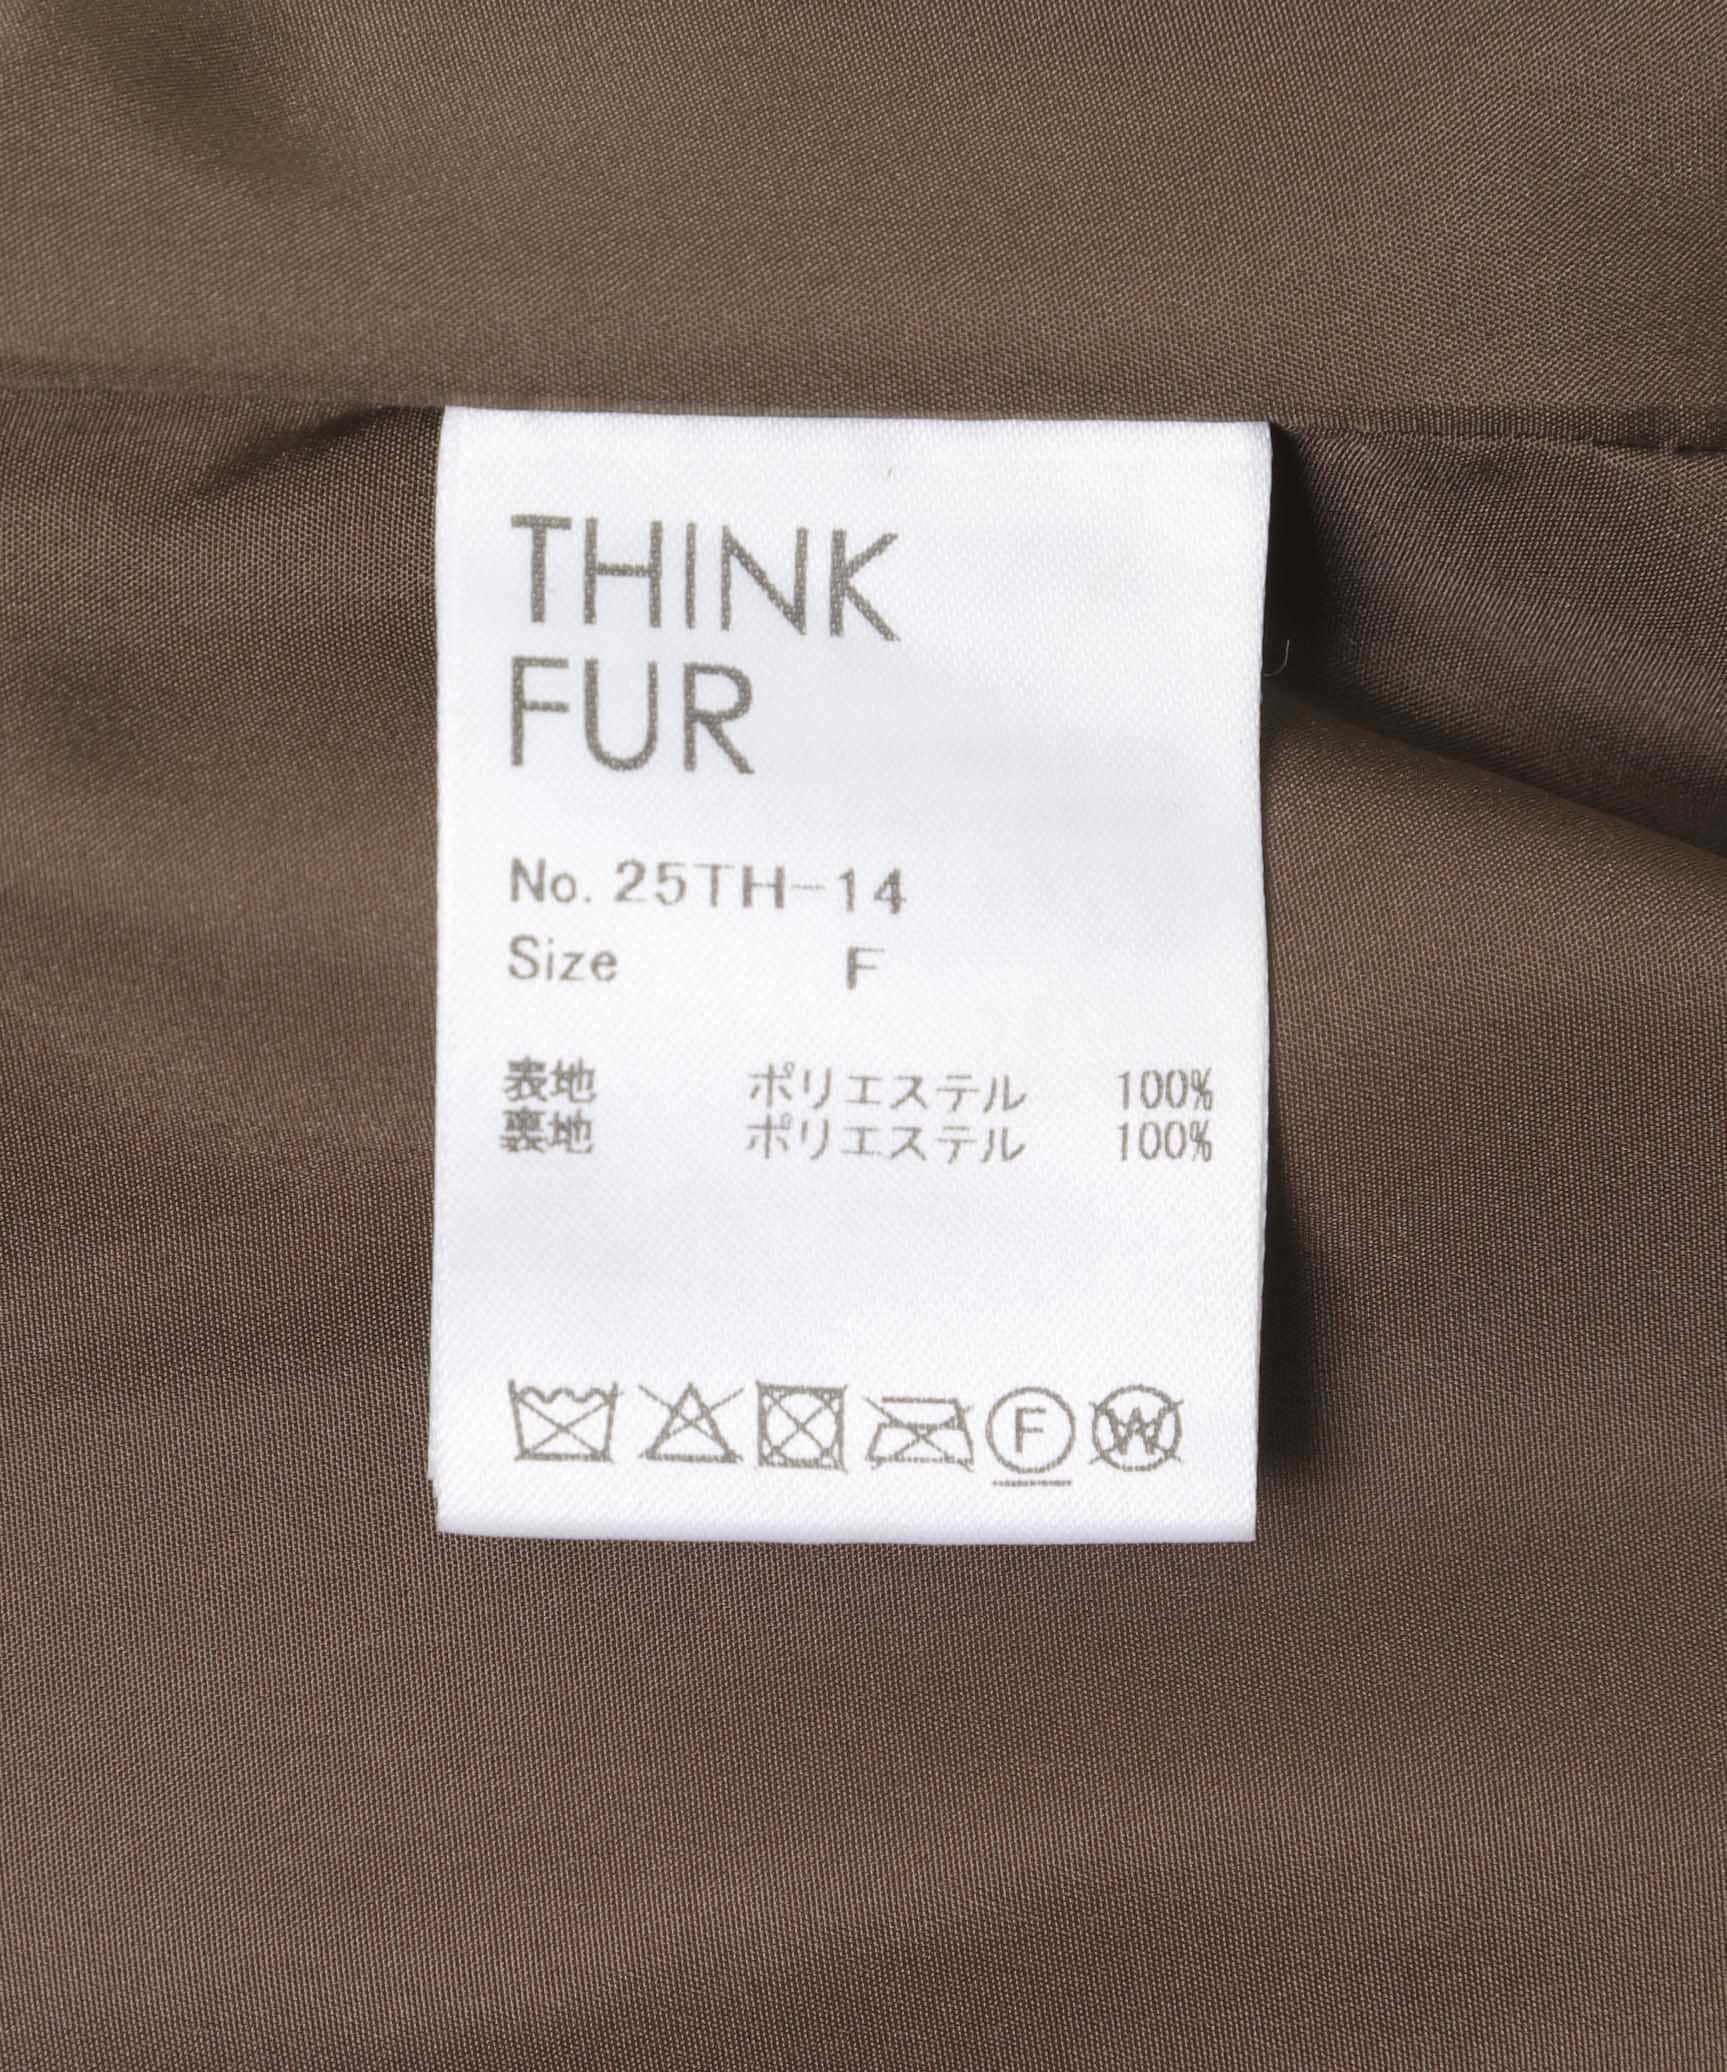 THINK
FUR
No. 25TH-14
Size F
表地 ポリエステル 100%
裏地 ポリエステル 100%
F W